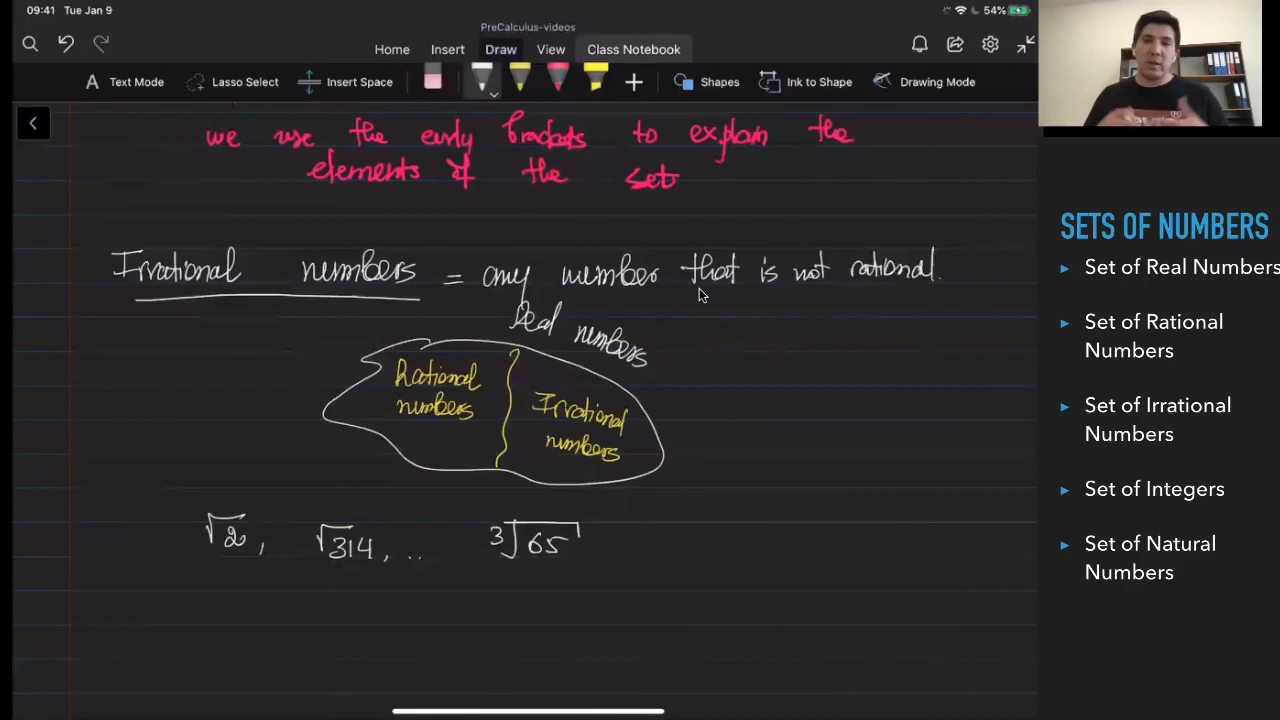 09:41 Tue Jan 9
54%
PreCalculus-videos
Home Insert Draw View Class Notebook
Text Mode Lasso Select Insert Space Shapes Ink to Shape Drawing Mode
we use the curly brackets to explain the
elements of the set
Irrational numbers = any number that is not rational.
Real numbers
Rational
numbers
Irrational
numbers
√2, √314, .. ³√65
SETS OF NUMBERS
Set of Real Numbers
Set of Rational
Numbers
Set of Irrational
Numbers
Set of Integers
Set of Natural
Numbers